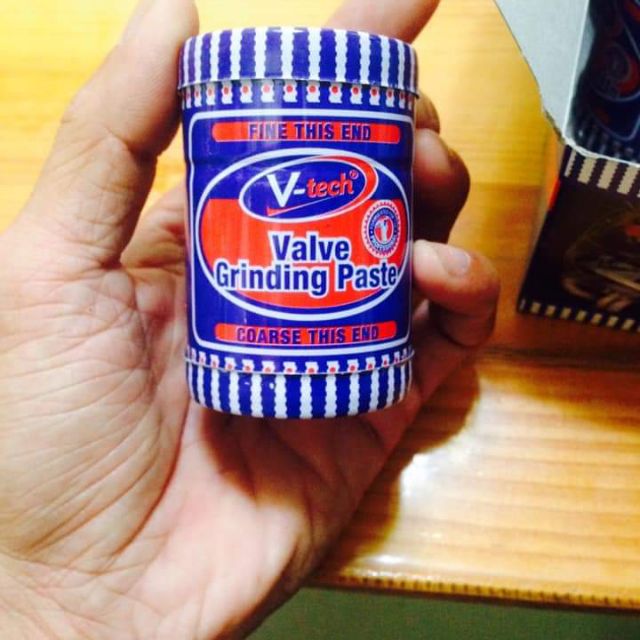 FINE THIS END
V-tech®
Valve
Grinding Paste
COARSE THIS END